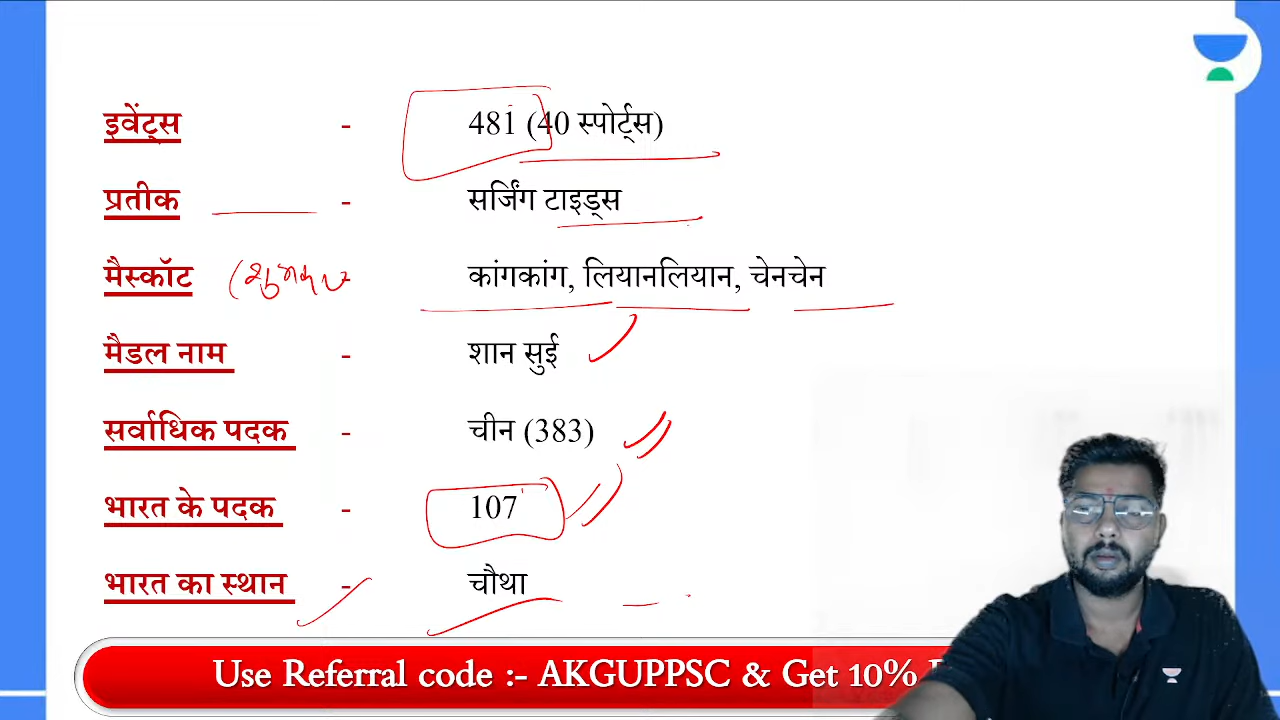 इवेंट्स - 481 (40 स्पोर्ट्स)
प्रतीक - सर्जिंग टाइड्स
मैस्कॉट - कांगकांग, लियानलियान, चेनचेन
मैडल नाम - शान सुई
सर्वाधिक पदक - चीन (383)
भारत के पदक - 107
भारत का स्थान - चौथा
Use Referral code :- AKGUPPSC & Get 10%